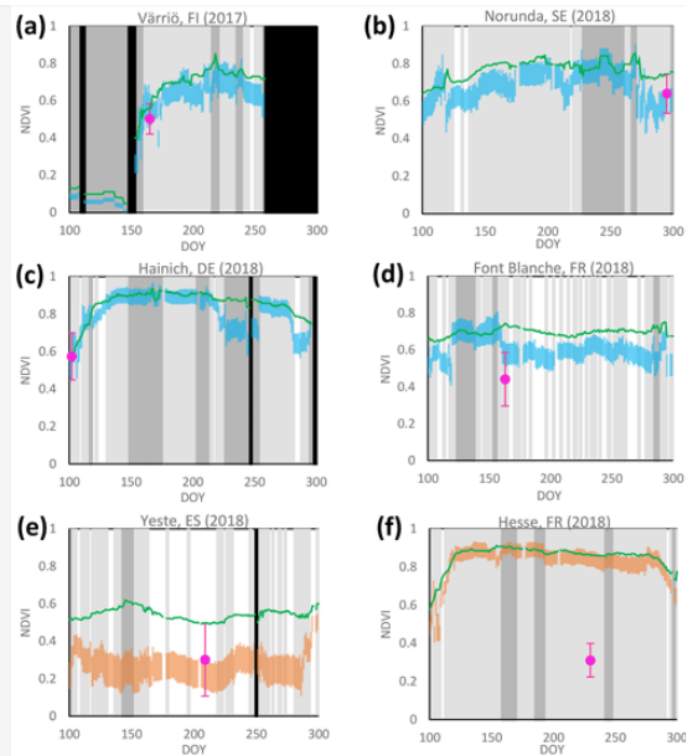 (a) Värriö, FI (2017)
NDVI
1
0.8
0.6
0.4
0.2
0
100 150 200 250 300
DOY
(b) Norunda, SE (2018)
NDVI
1
0.8
0.6
0.4
0.2
0
100 150 200 250 300
DOY
(c) Hainich, DE (2018)
NDVI
1
0.8
0.6
0.4
0.2
0
100 150 200 250 300
DOY
(d) Font Blanche, FR (2018)
NDVI
1
0.8
0.6
0.4
0.2
0
100 150 200 250 300
DOY
(e) Yeste, ES (2018)
NDVI
1
0.8
0.6
0.4
0.2
0
100 150 200 250 300
DOY
(f) Hesse, FR (2018)
NDVI
1
0.8
0.6
0.4
0.2
0
100 150 200 250 300
DOY